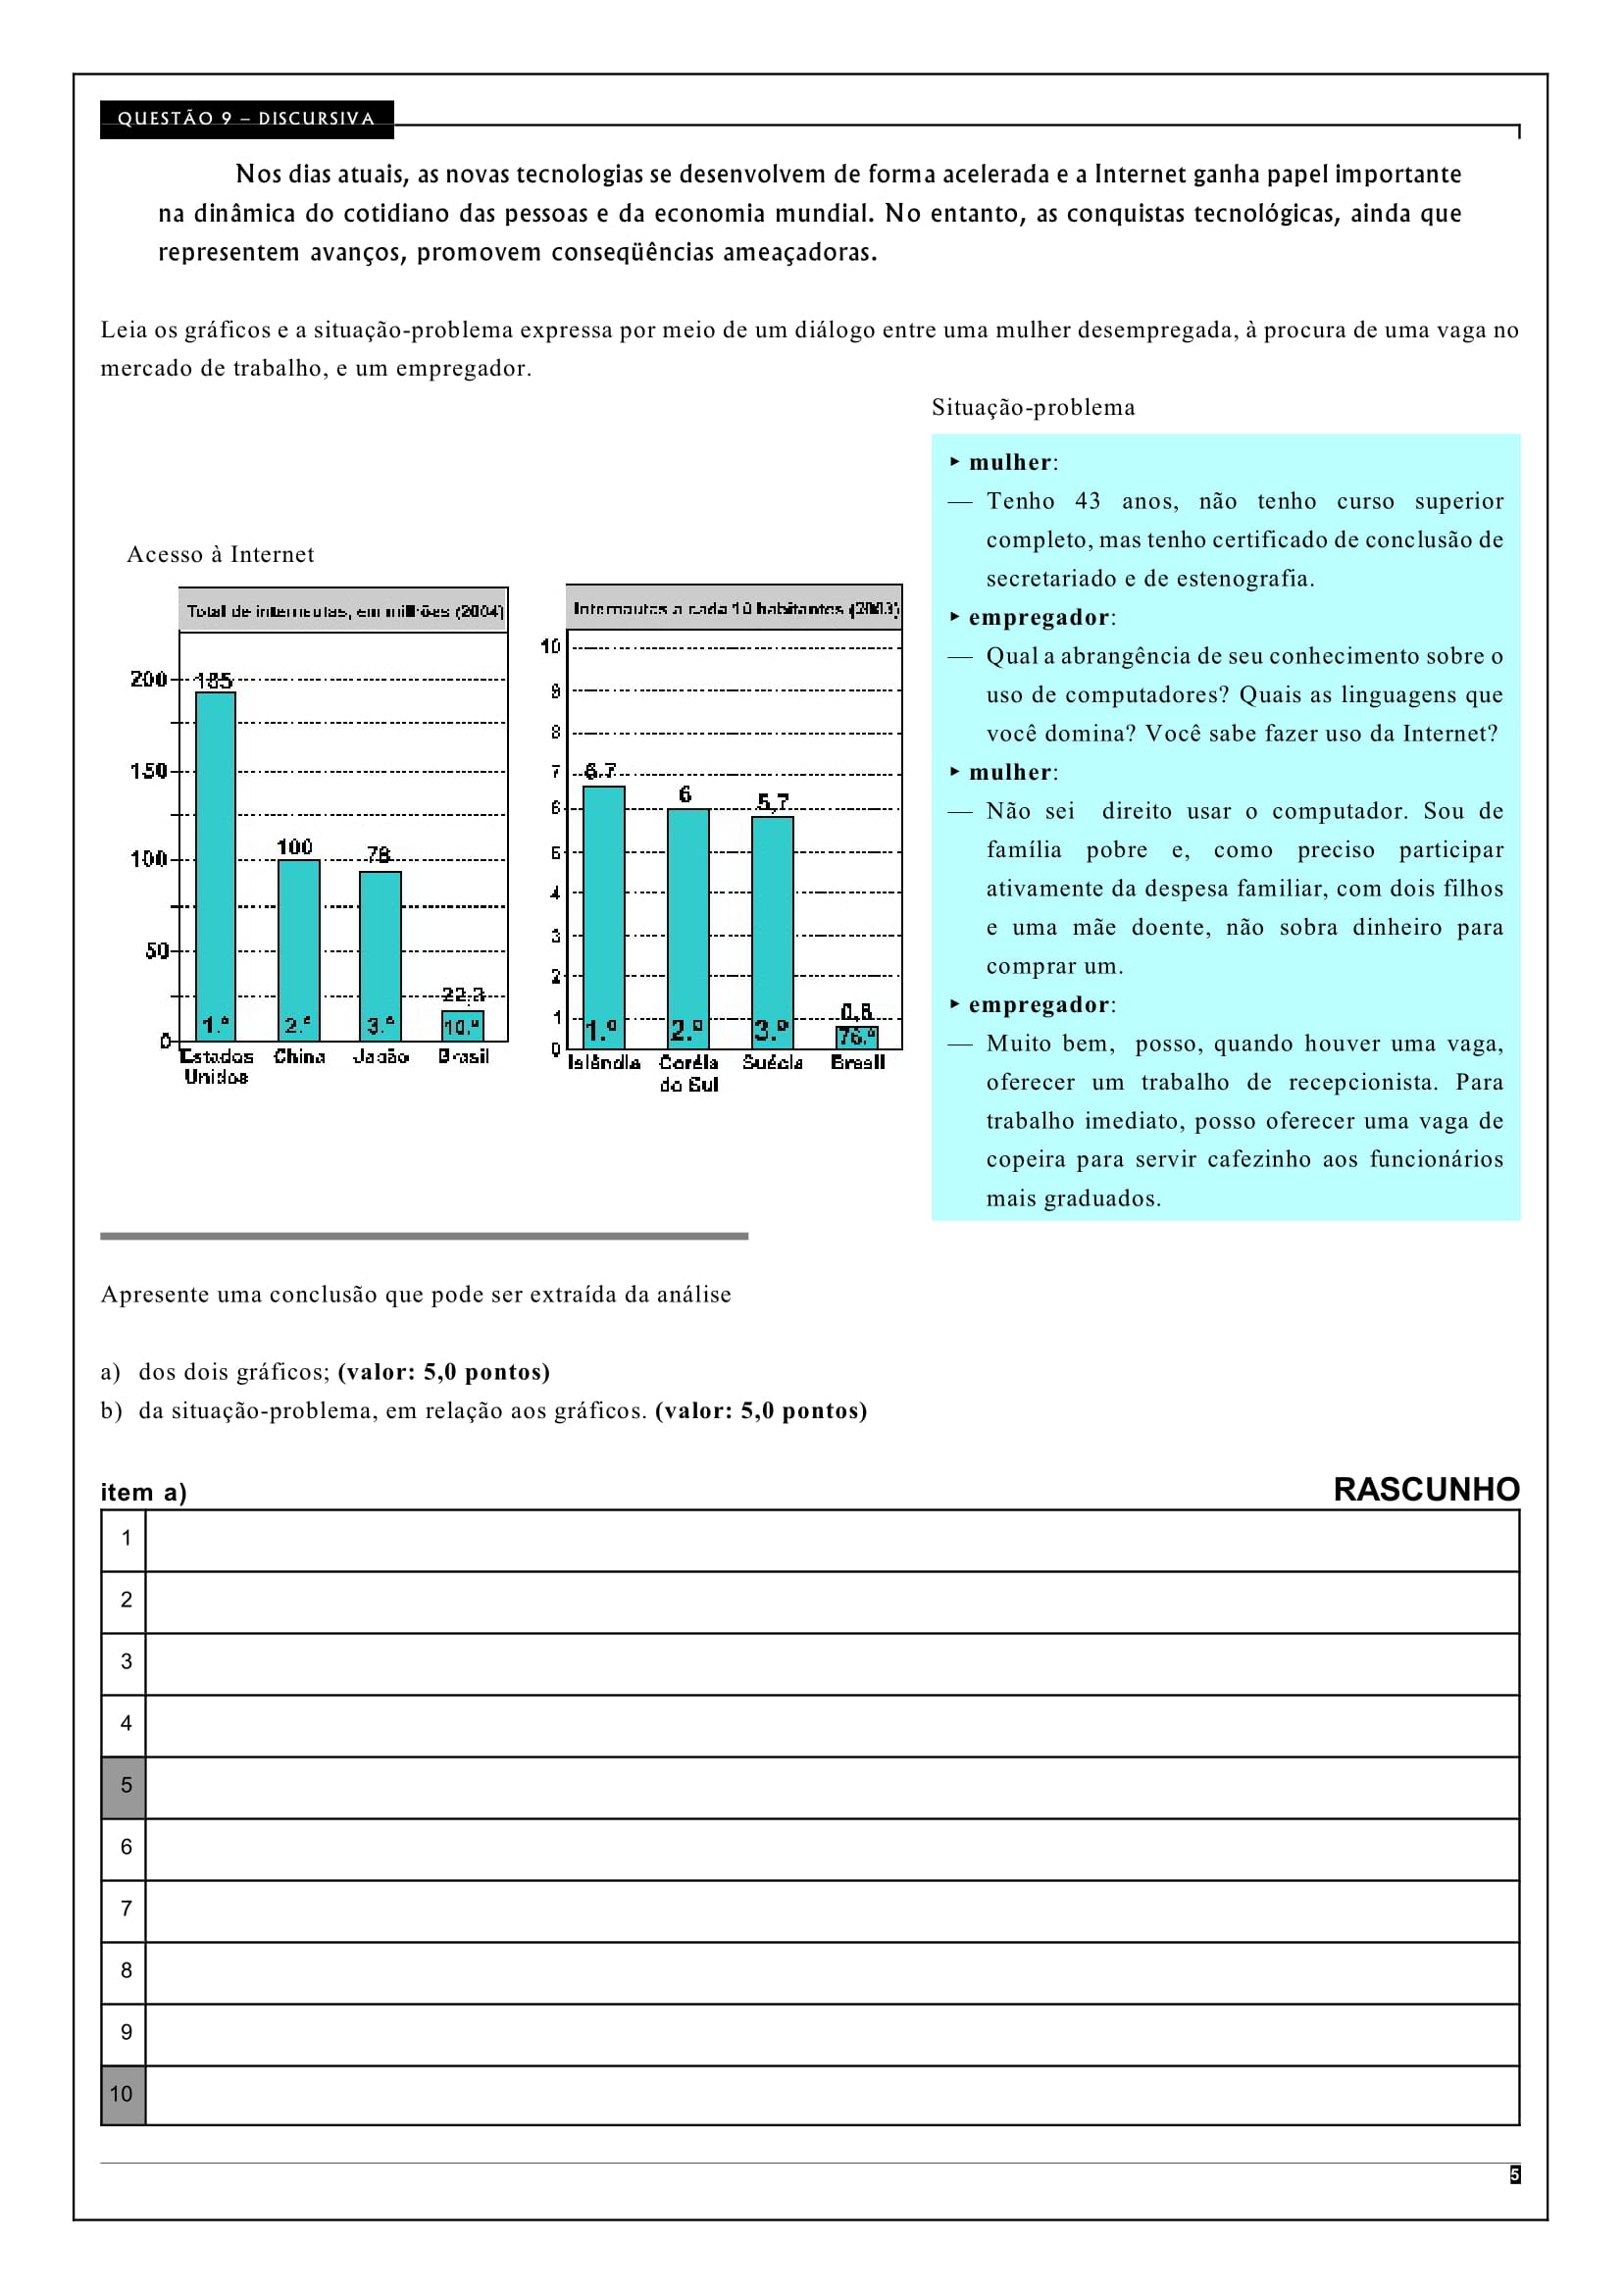 QUESTÃO 9 – DISCURSIVA
Nos dias atuais, as novas tecnologias se desenvolvem de forma acelerada e a Internet ganha papel importante
na dinâmica do cotidiano das pessoas e da economia mundial. No entanto, as conquistas tecnológicas, ainda que
representem avanços, promovem conseqüências ameaçadoras.
Leia os gráficos e a situação-problema expressa por meio de um diálogo entre uma mulher desempregada, à procura de uma vaga no
mercado de trabalho, e um empregador.
Acesso à Internet
Total de internautas, em milhões (2004)
200
150
100
50
0
185
100
78
22,3
1.º
2.º
3.º
10.º
Estados
Unidos
China
Japão
Brasil
Internautas a cada 10 habitantes (2003)
10
9
8
7
6
5
4
3
2
1
0
6,7
6
5,7
0,8
1.º
2.º
3.º
76.º
Islândia
Coréia
do Sul
Suécia
Brasil
Situação-problema
▸ mulher:
— Tenho 43 anos, não tenho curso superior
completo, mas tenho certificado de conclusão de
secretariado e de estenografia.
▸ empregador:
— Qual a abrangência de seu conhecimento sobre o
uso de computadores? Quais as linguagens que
você domina? Você sabe fazer uso da Internet?
▸ mulher:
— Não sei direito usar o computador. Sou de
família pobre e, como preciso participar
ativamente da despesa familiar, com dois filhos
e uma mãe doente, não sobra dinheiro para
comprar um.
▸ empregador:
— Muito bem, posso, quando houver uma vaga,
oferecer um trabalho de recepcionista. Para
trabalho imediato, posso oferecer uma vaga de
copeira para servir cafezinho aos funcionários
mais graduados.
Apresente uma conclusão que pode ser extraída da análise
a) dos dois gráficos; (valor: 5,0 pontos)
b) da situação-problema, em relação aos gráficos. (valor: 5,0 pontos)
item a)
RASCUNHO
1
2
3
4
5
6
7
8
9
10
5